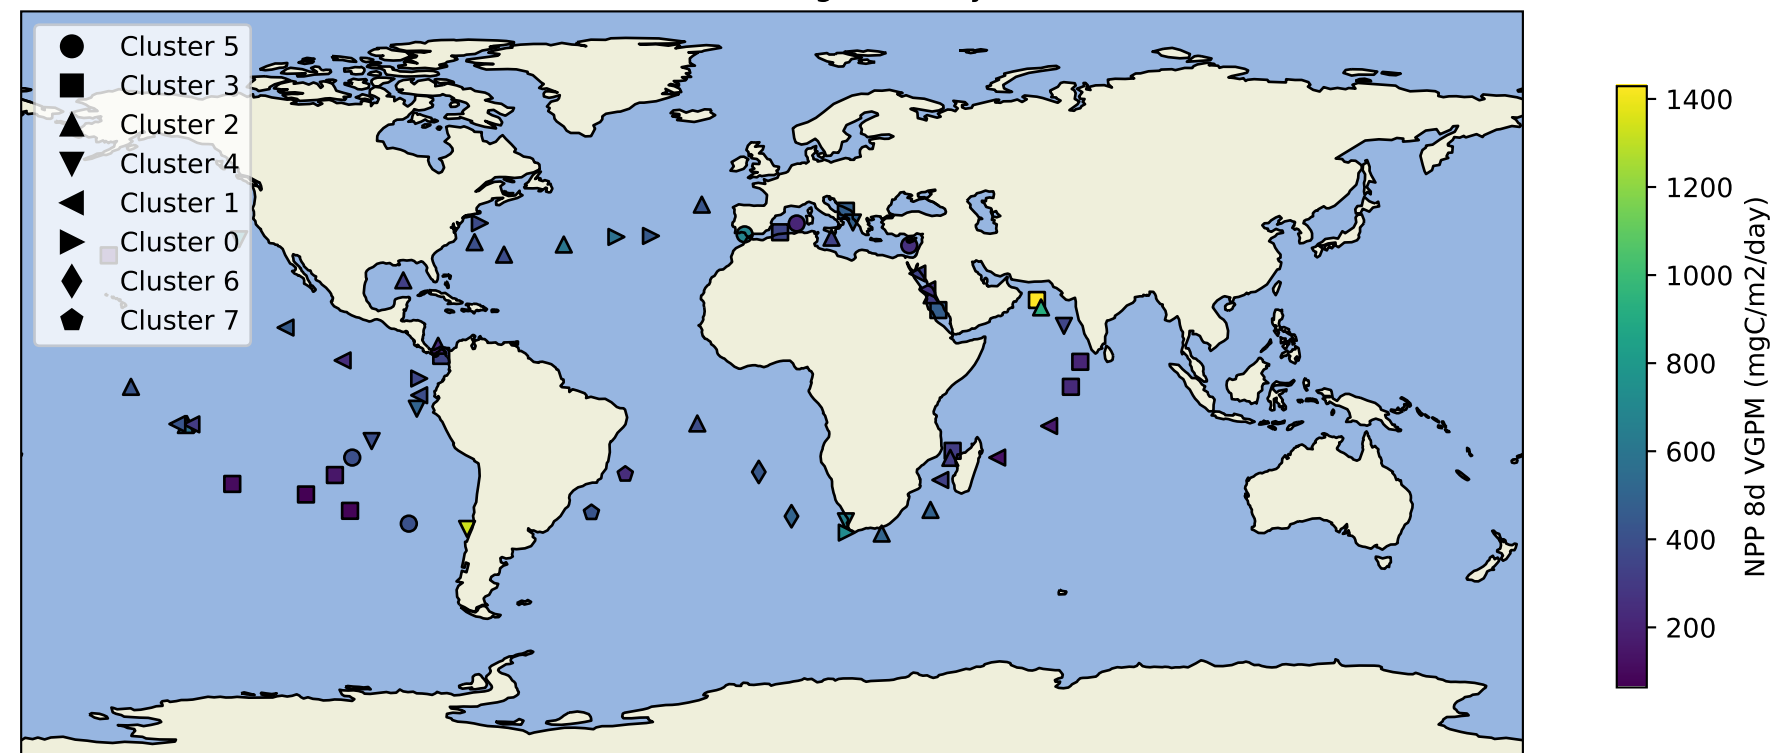 Cluster 5
Cluster 3
Cluster 2
Cluster 4
Cluster 1
Cluster 0
Cluster 6
Cluster 7
1400
1200
1000
800
600
400
200
NPP 8d VGPM (mgC/m2/day)